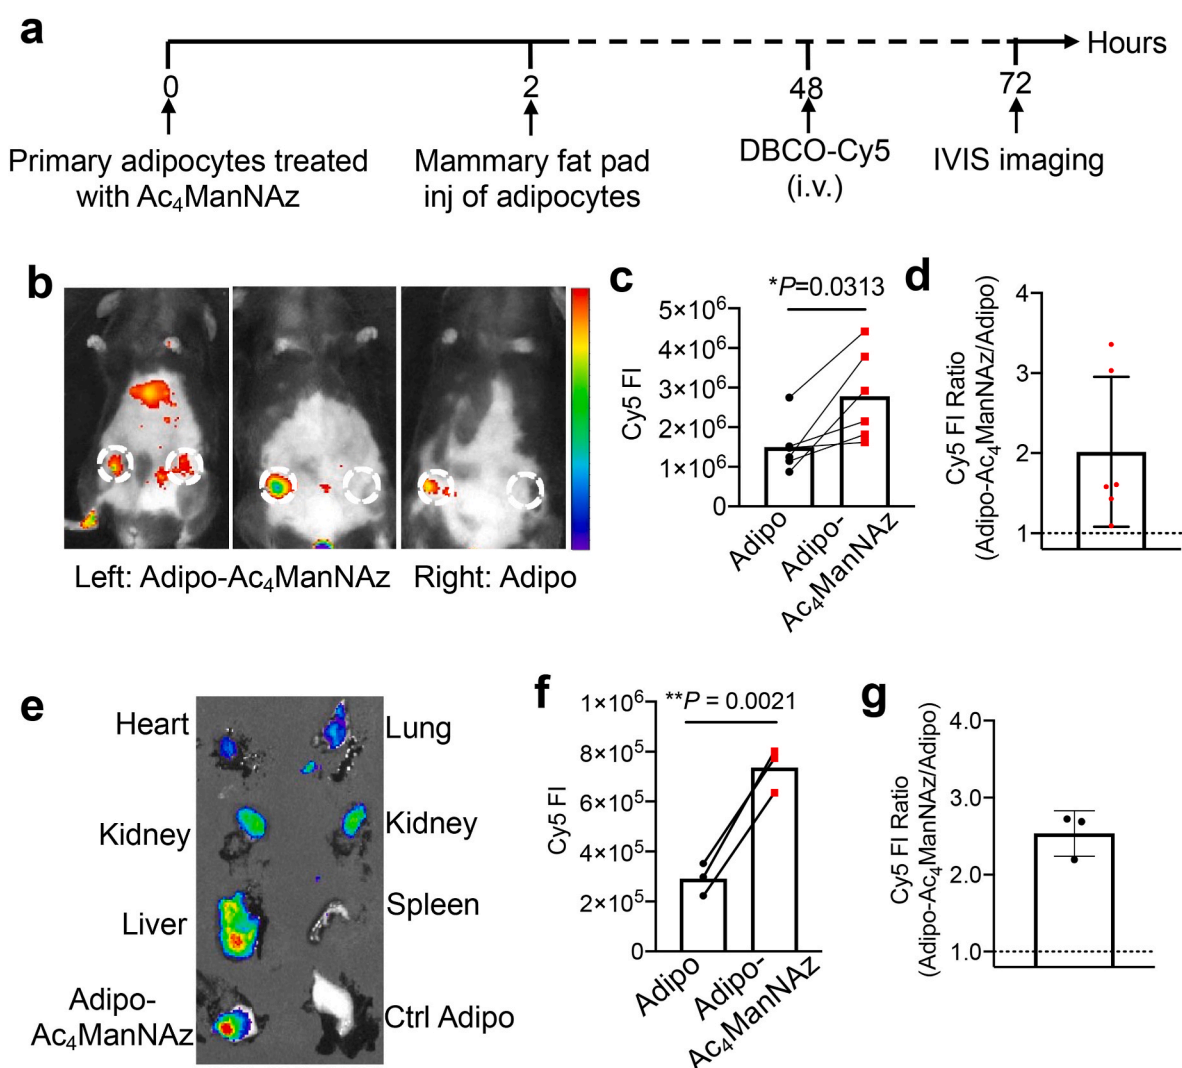 a
Hours
0
2
48
72
Primary adipocytes treated
with Ac₄ManNAz
Mammary fat pad
inj of adipocytes
DBCO-Cy5
(i.v.)
IVIS imaging
b
Left: Adipo-Ac₄ManNAz
Right: Adipo
c
*P=0.0313
Cy5 FI
5×10⁶
4×10⁶
3×10⁶
2×10⁶
1×10⁶
0
Adipo
Adipo-
Ac₄ManNAz
d
Cy5 FI Ratio
(Adipo-Ac₄ManNAz/Adipo)
4
3
2
1
e
Heart
Lung
Kidney
Kidney
Liver
Spleen
Adipo-
Ac₄ManNAz
Ctrl Adipo
f
**P = 0.0021
Cy5 FI
1×10⁶
8×10⁵
6×10⁵
4×10⁵
2×10⁵
0
Adipo
Adipo-
Ac₄ManNAz
g
Cy5 FI Ratio
(Adipo-Ac₄ManNAz/Adipo)
4.0
3.0
2.0
1.0